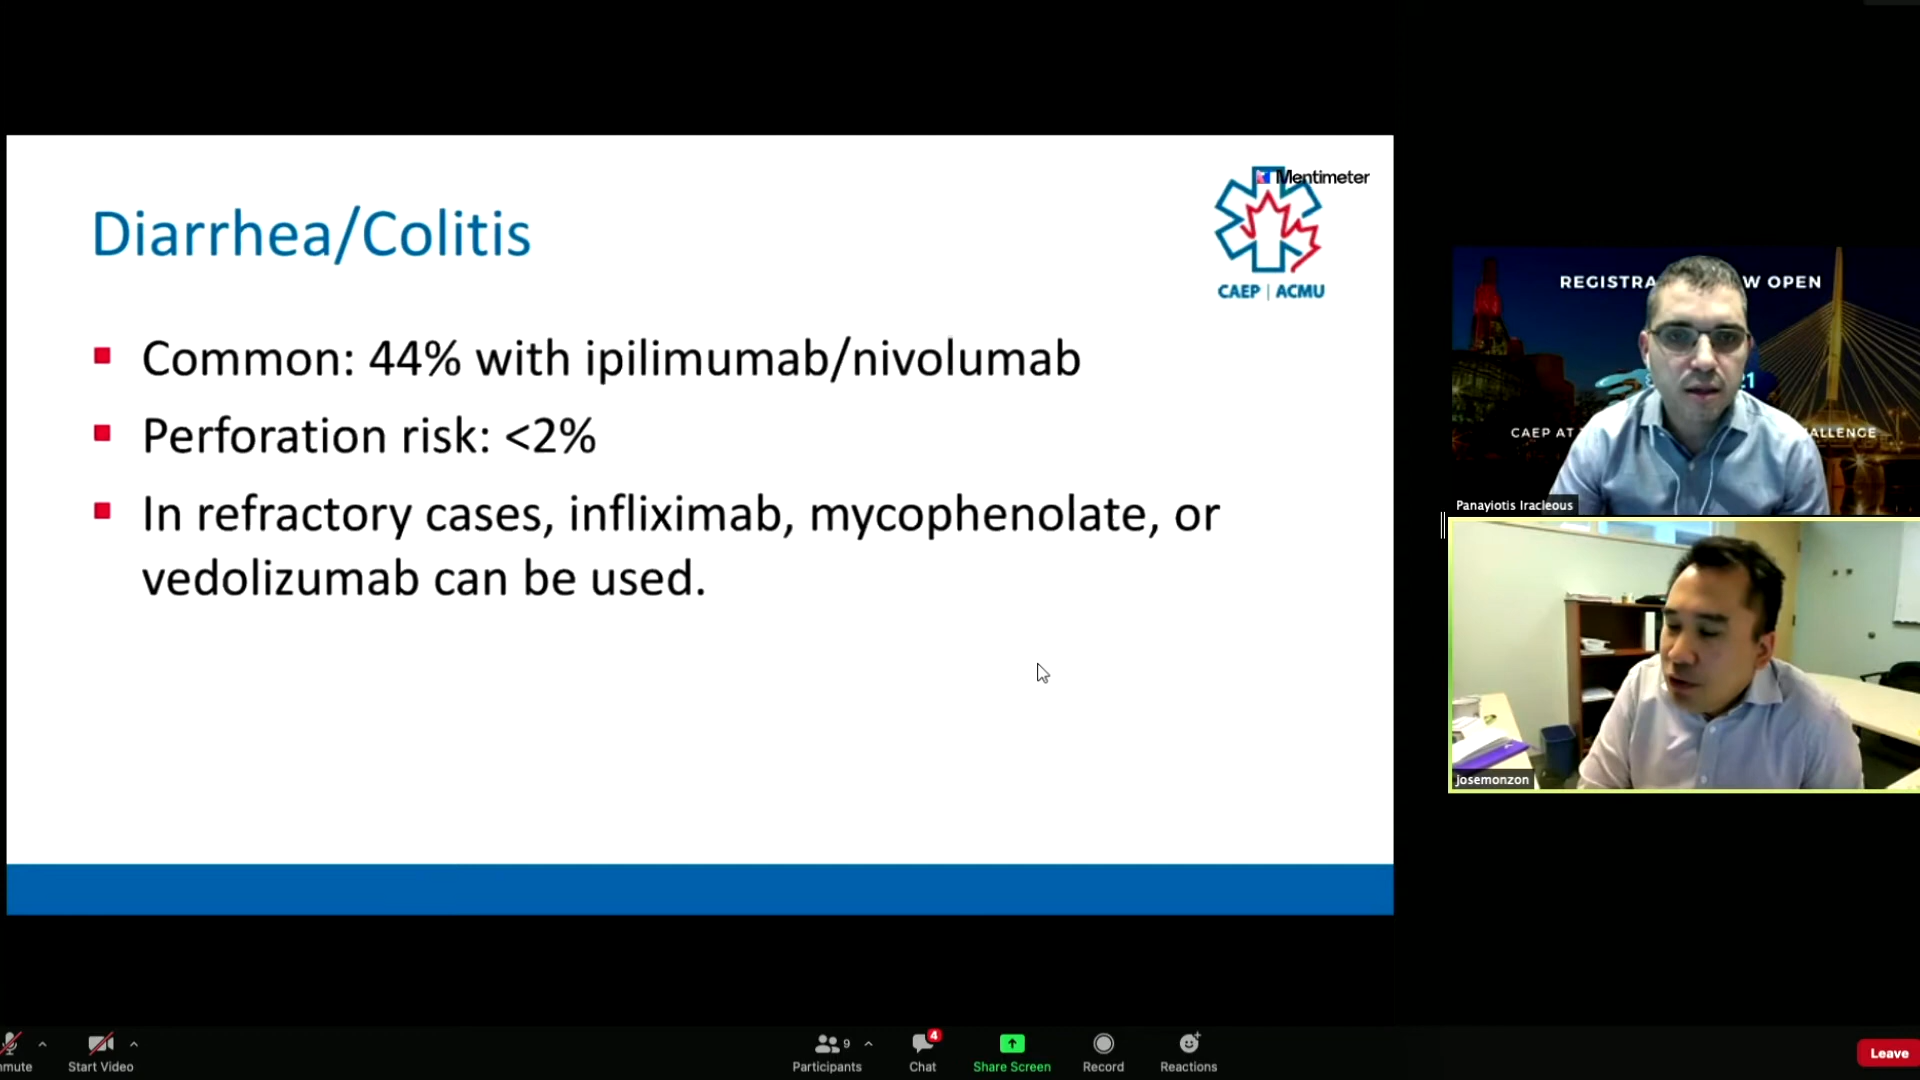 Mentimeter
CAEP | ACMU
Diarrhea/Colitis
Common: 44% with ipilimumab/nivolumab
Perforation risk: <2%
In refractory cases, infliximab, mycophenolate, or
vedolizumab can be used.
REGISTRA W OPEN
21
CAEP AT ALLENGE
Panayiotis Iracleous
josemonzon
mute
Start Video
9
Participants
4
Chat
Share Screen
Record
Reactions
Leave